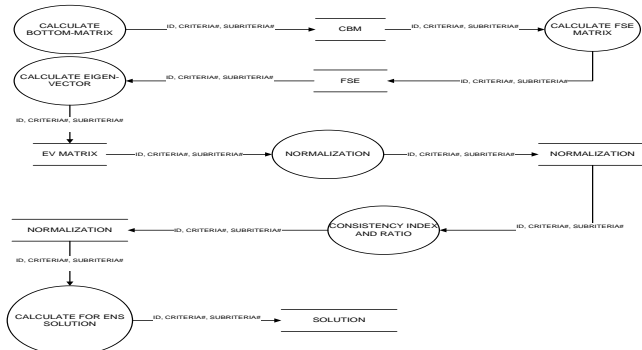 CALCULATE
BOTTOM-MATRIX
ID, CRITERIA#, SUBRITERIA#
CBM
ID, CRITERIA#, SUBRITERIA#
CALCULATE FSE
MATRIX
CALCULATE EIGEN-
VECTOR
ID, CRITERIA#, SUBRITERIA#
FSE
ID, CRITERIA#, SUBRITERIA#
ID, CRITERIA#, SUBRITERIA#
EV MATRIX
ID, CRITERIA#, SUBRITERIA#
NORMALIZATION
ID, CRITERIA#, SUBRITERIA#
NORMALIZATION
NORMALIZATION
ID, CRITERIA#, SUBRITERIA#
CONSISTENCY INDEX
AND RATIO
ID, CRITERIA#, SUBRITERIA#
ID, CRITERIA#, SUBRITERIA#
CALCULATE FOR ENS
SOLUTION
ID, CRITERIA#, SUBRITERIA#
SOLUTION